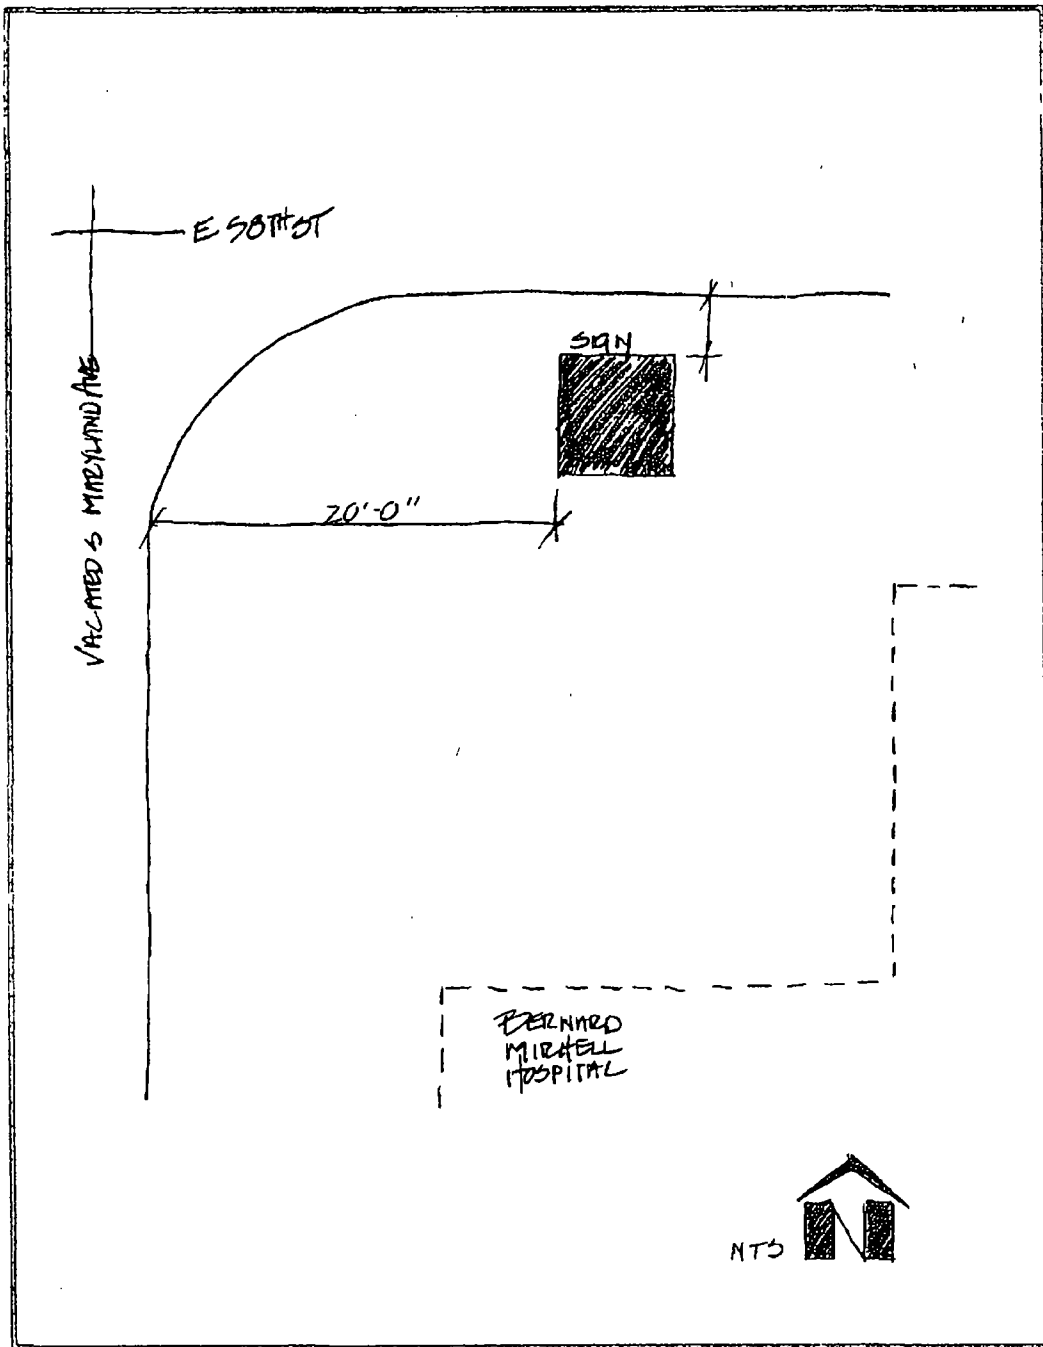 E 58TH ST
VACATED S MARYLAND AVE
SIGN
20'-0"
BERNARD
MITCHELL
HOSPITAL
NTS
N